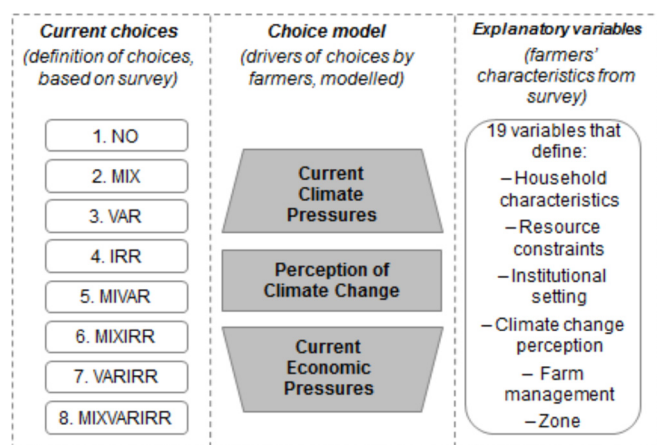 Current choices
(definition of choices,
based on survey)
1. NO
2. MIX
3. VAR
4. IRR
5. MIVAR
6. MIXIRR
7. VARIRR
8. MIXVARIRR
Choice model
(drivers of choices by
farmers, modelled)
Current
Climate
Pressures
Perception of
Climate Change
Current
Economic
Pressures
Explanatory variables
(farmers’
characteristics from
survey)
19 variables that
define:
–Household
characteristics
–Resource
constraints
–Institutional
setting
–Climate change
perception
– Farm
management
–Zone